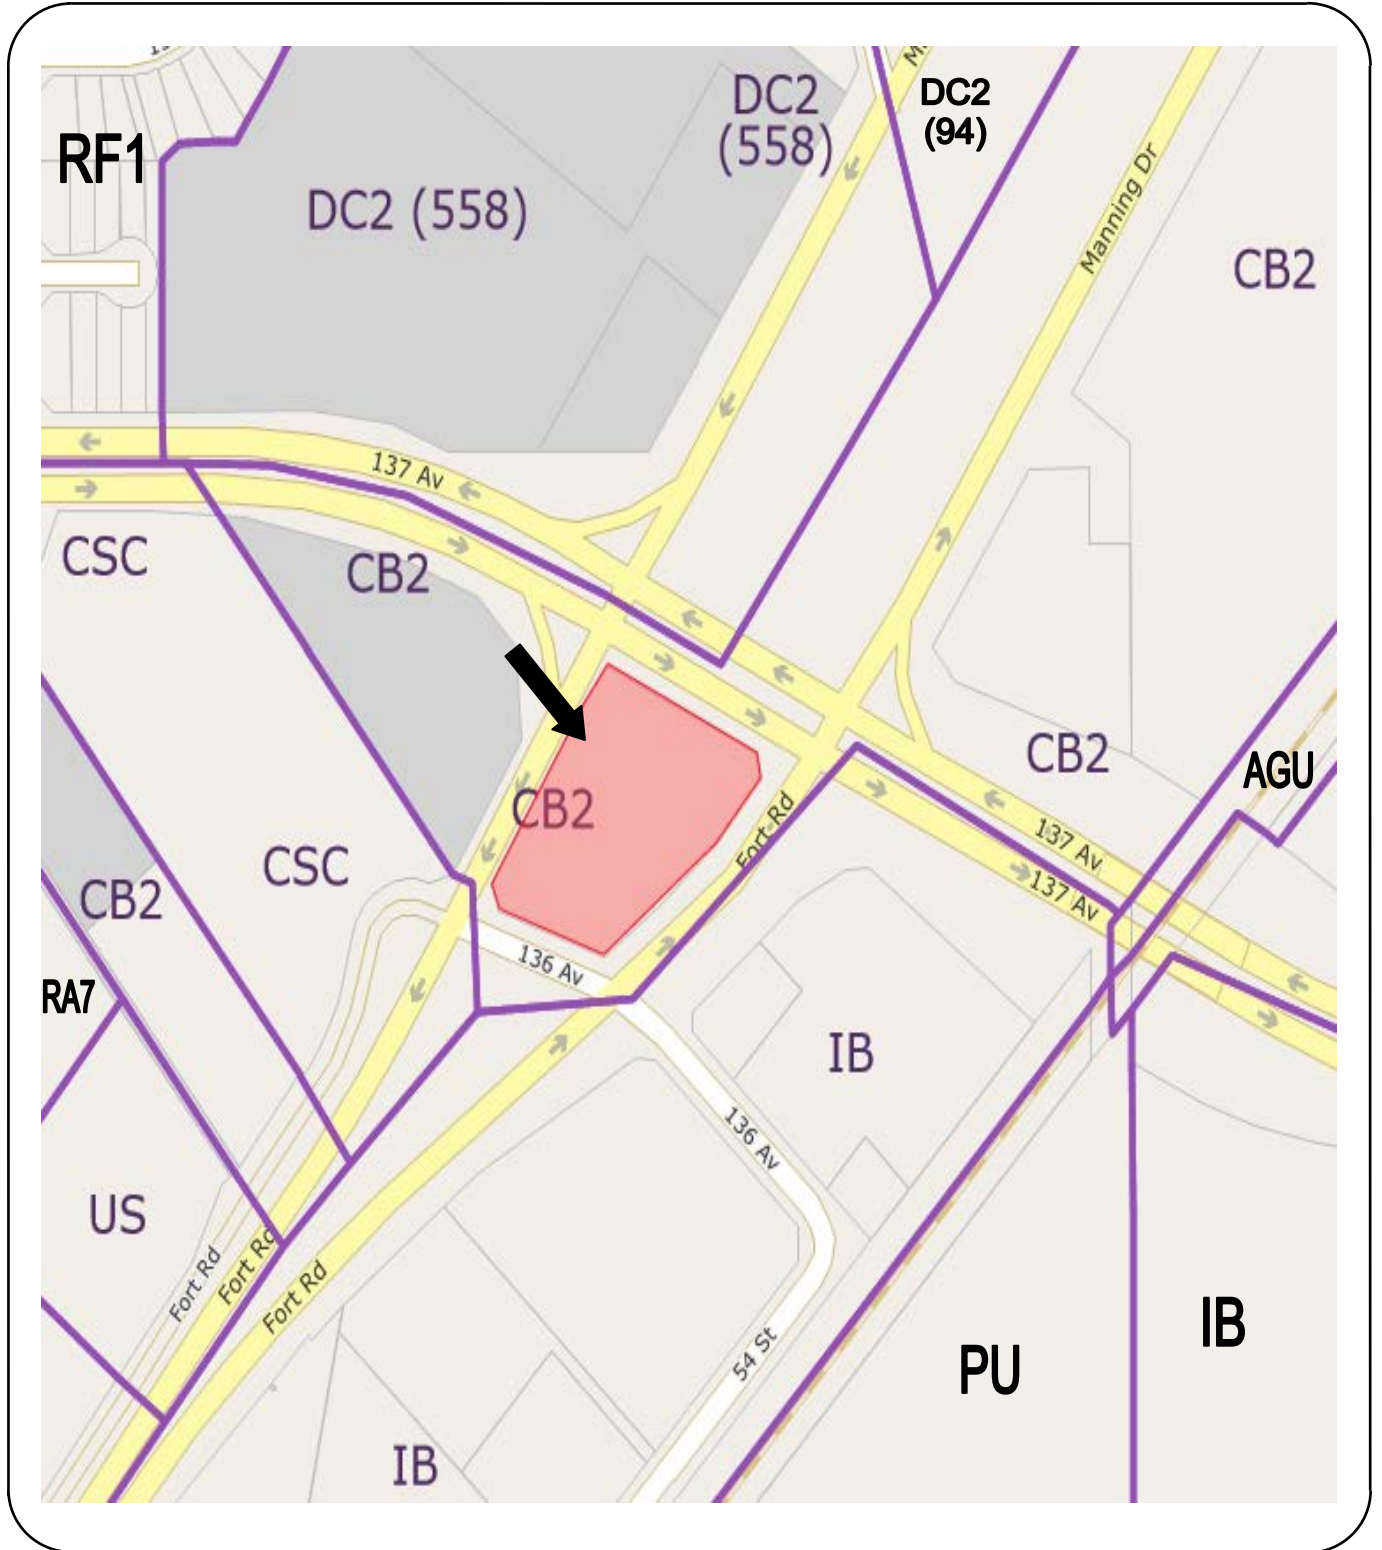 DC2
(558)
DC2
(94)
RF1
DC2 (558)
Manning Dr
CB2
137 Av
CSC
CB2
CB2
AGU
CB2
Fort Rd
137 Av
137 Av
CSC
CB2
136 Av
RA7
IB
136 Av
US
Fort Rd
Fort Rd
Fort Rd
54 St
PU
IB
IB